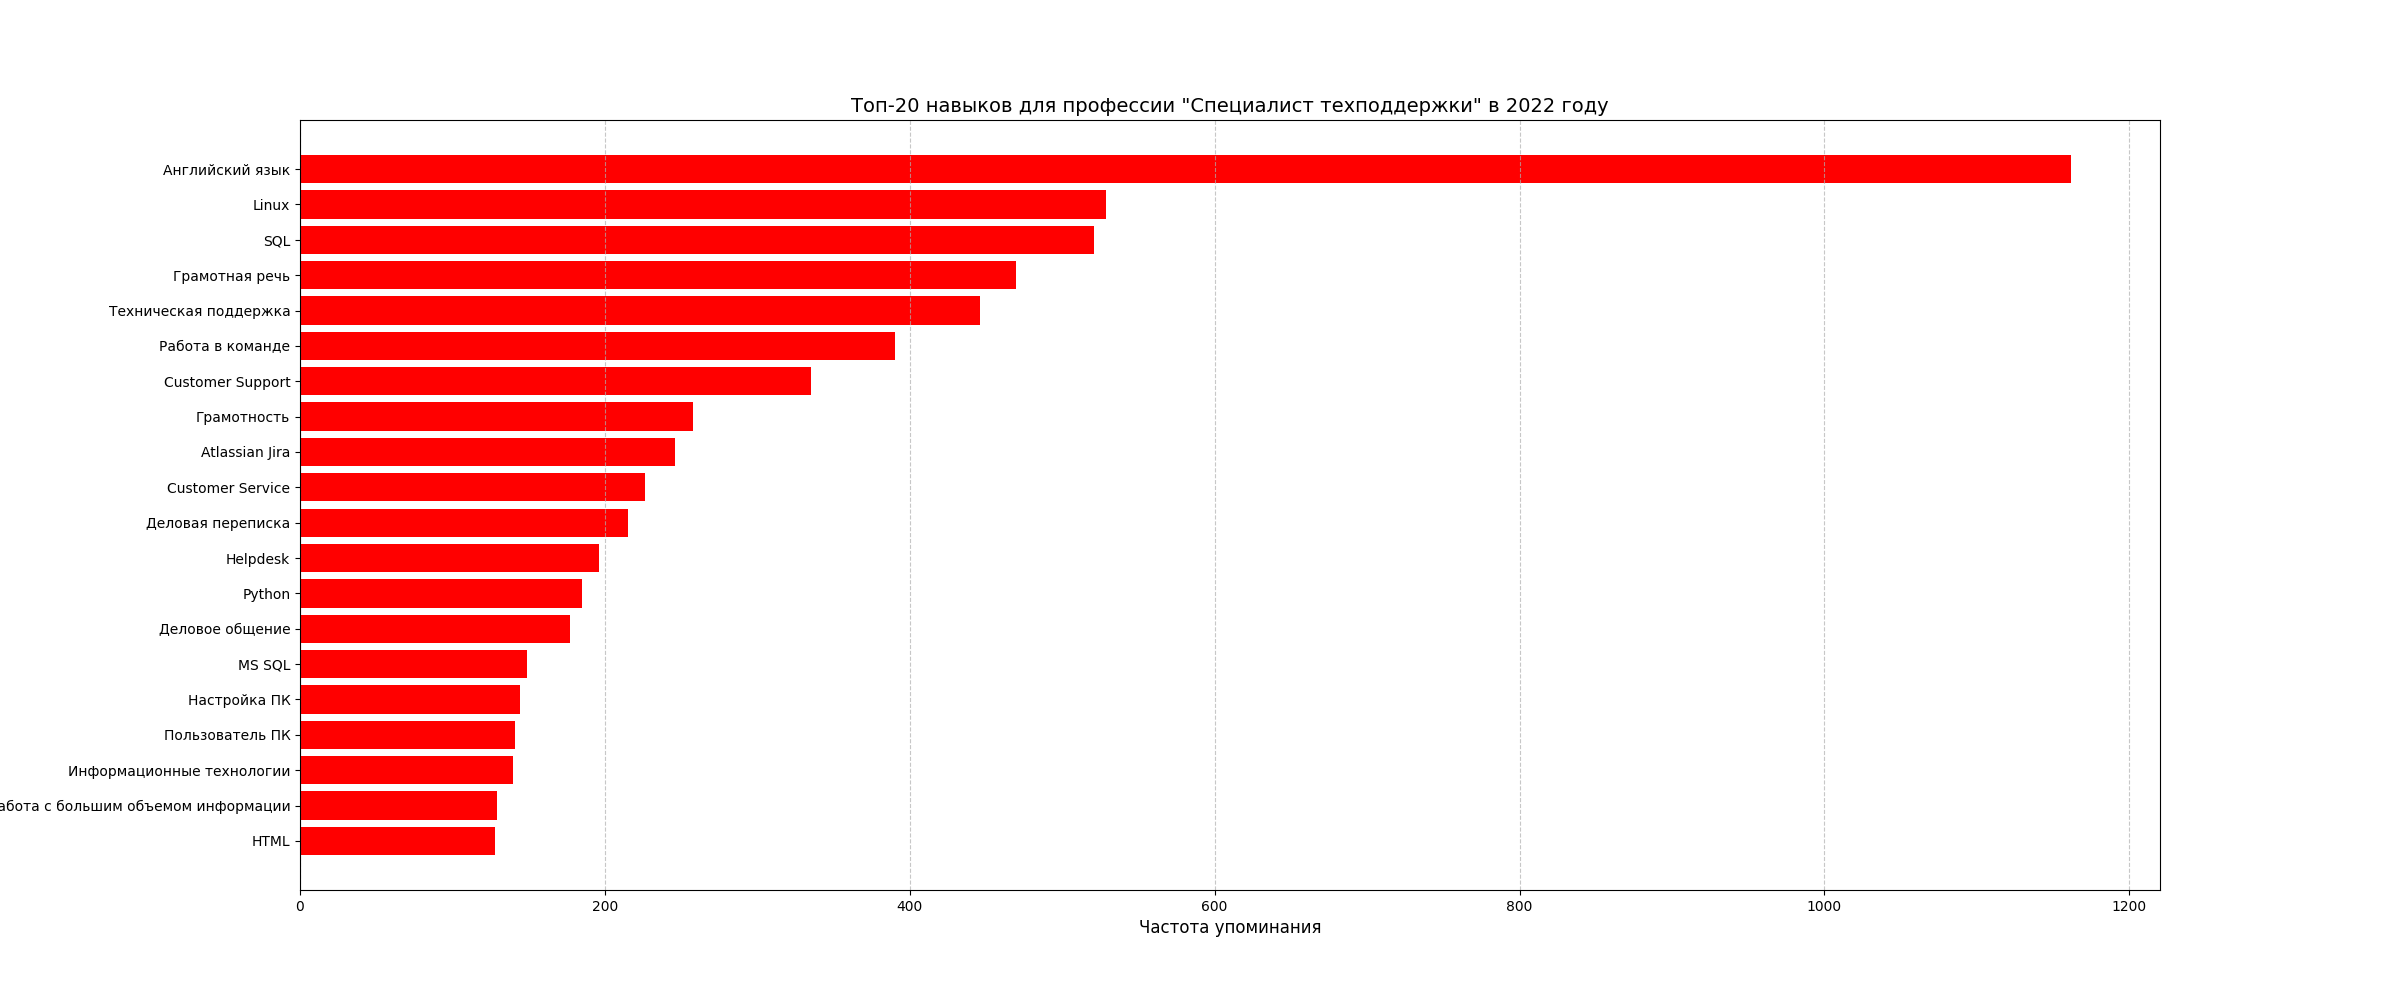 Топ-20 навыков для профессии "Специалист техподдержки" в 2022 году
Английский язык
Linux
SQL
Грамотная речь
Техническая поддержка
Работа в команде
Customer Support
Грамотность
Atlassian Jira
Customer Service
Деловая переписка
Helpdesk
Python
Деловое общение
MS SQL
Настройка ПК
Пользователь ПК
Информационные технологии
абота с большим объемом информации
HTML
0 200 400 600 800 1000 1200
Частота упоминания